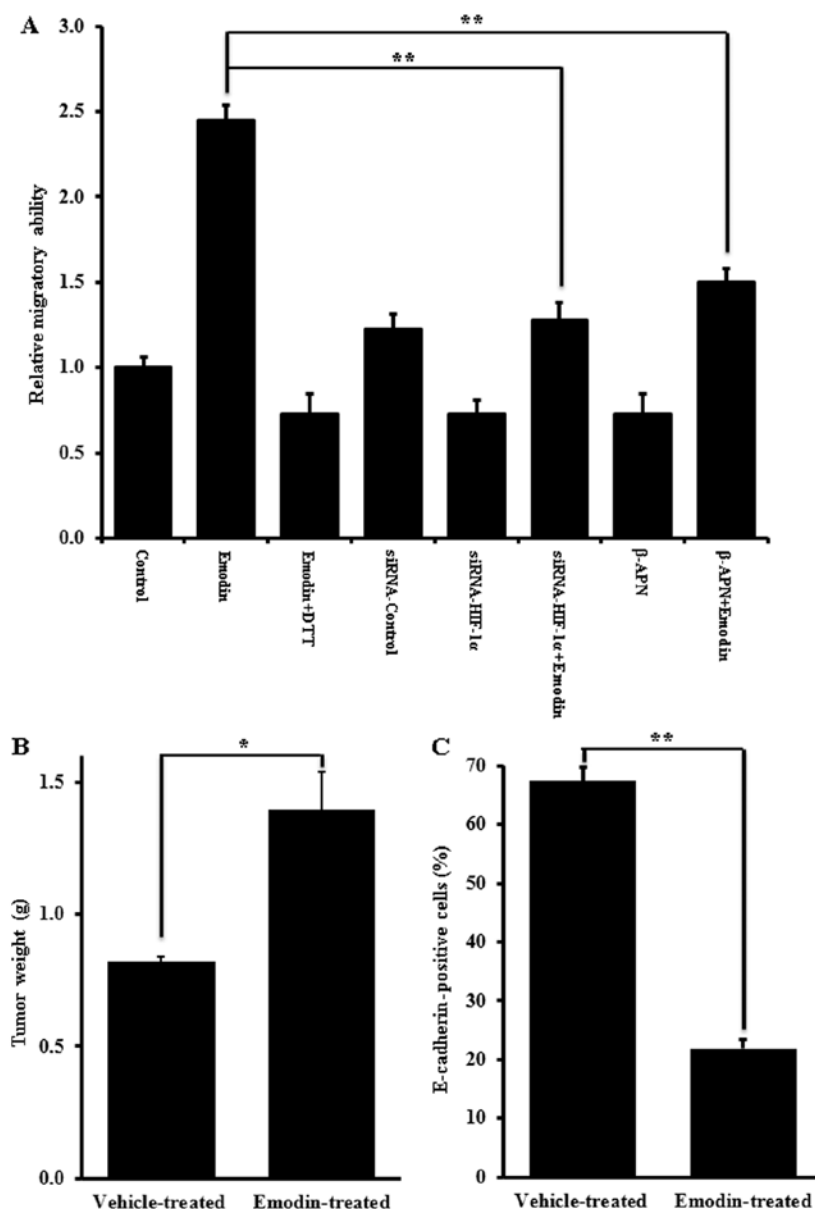 A
Relative migratory ability
3.0
2.5
2.0
1.5
1.0
0.5
0.0
**
**
Control
Emodin
Emodin+DTT
siRNA-Control
siRNA-HIF-1α
siRNA-HIF-1α+Emodin
β-APN
β-APN+Emodin
B
Tumor weight (g)
1.5
1.0
0.5
0.0
*
Vehicle-treated
Emodin-treated
C
E-cadherin-positive cells (%)
70
60
50
40
30
20
10
0
**
Vehicle-treated
Emodin-treated